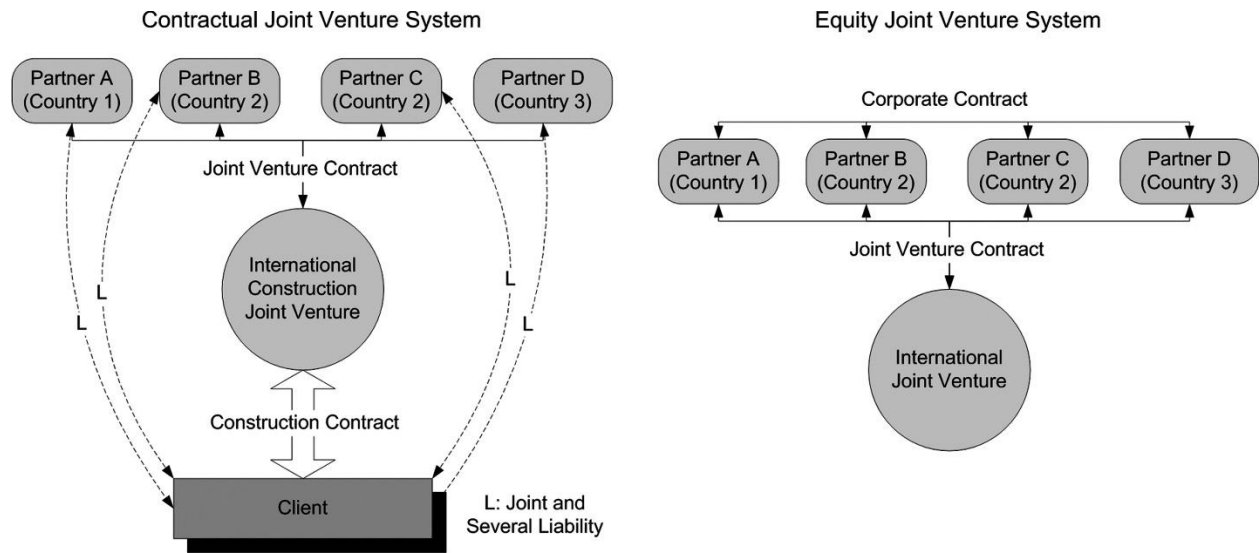 Contractual Joint Venture System
Partner A
(Country 1)
Partner B
(Country 2)
Partner C
(Country 2)
Partner D
(Country 3)
Joint Venture Contract
International
Construction
Joint Venture
L
L
L
L
Construction Contract
Client
L: Joint and
Several Liability
Equity Joint Venture System
Corporate Contract
Partner A
(Country 1)
Partner B
(Country 2)
Partner C
(Country 2)
Partner D
(Country 3)
Joint Venture Contract
International
Joint Venture